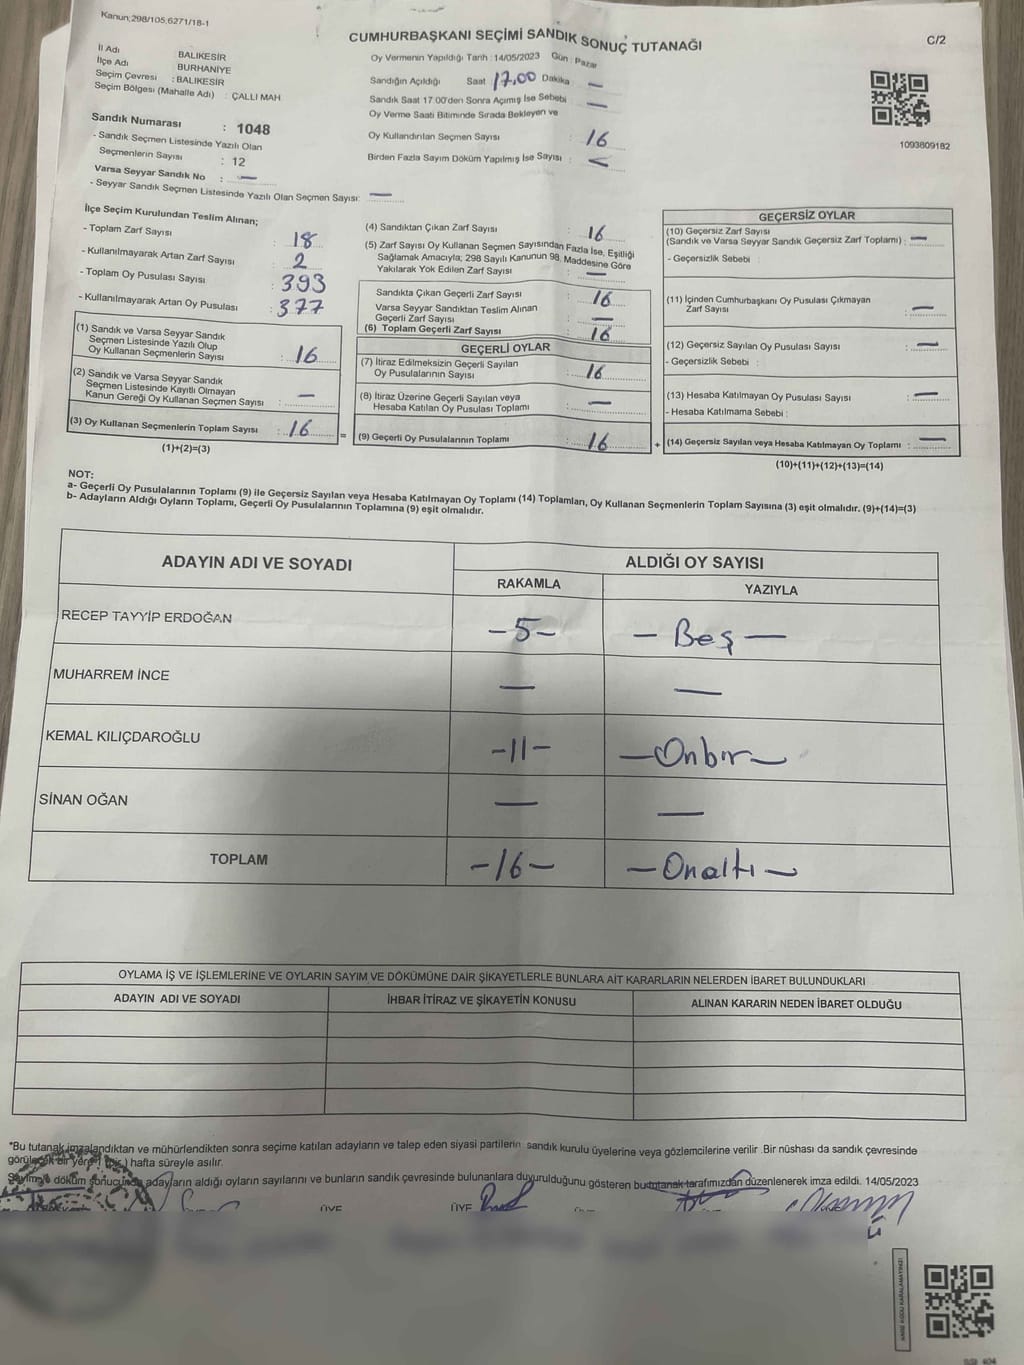 Kanun;298/105,6271/18-1
CUMHURBAŞKANI SEÇİMİ SANDIK SONUÇ TUTANAĞI
C/2
İl Adı BALIKESİR
İlçe Adı BURHANİYE
Seçim Çevresi : BALIKESİR
Seçim Bölgesi (Mahalle Adı) : ÇALLI MAH
Oy Vermenin Yapıldığı Tarih : 14/05/2023 Gün : Pazar
Sandığın Açıldığı Saat 17,00 Dakika —
Sandık Saat 17.00'den Sonra Açımış İse Sebebi —
Oy Verme Saati Bitiminde Sırada Bekleyen ve
Oy Kullandırılan Seçmen Sayısı : 16
Birden Fazla Sayım Döküm Yapılmış İse Sayısı :
1093809182
Sandık Numarası : 1048
- Sandık Seçmen Listesinde Yazılı Olan
Seçmenlerin Sayısı : 12
Varsa Seyyar Sandık No : —
- Seyyar Sandık Seçmen Listesinde Yazılı Olan Seçmen Sayısı: —
İlçe Seçim Kurulundan Teslim Alınan;
- Toplam Zarf Sayısı : 18
- Kullanılmayarak Artan Zarf Sayısı : 2
- Toplam Oy Pusulası Sayısı : 393
- Kullanılmayarak Artan Oy Pusulası : 377
(1) Sandık ve Varsa Seyyar Sandık
Seçmen Listesinde Yazılı Olup
Oy Kullanan Seçmenlerin Sayısı : 16
(2) Sandık ve Varsa Seyyar Sandık
Seçmen Listesinde Kayıtlı Olmayan
Kanun Gereği Oy Kullanan Seçmen Sayısı : —
(3) Oy Kullanan Seçmenlerin Toplam Sayısı : 16 =
(1)+(2)=(3)
(4) Sandıktan Çıkan Zarf Sayısı : 16
(5) Zarf Sayısı Oy Kullanan Seçmen Sayısından Fazla İse, Eşitliği
Sağlamak Amacıyla; 298 Sayılı Kanunun 98. Maddesine Göre
Yakılarak Yok Edilen Zarf Sayısı : —
Sandıkta Çıkan Geçerli Zarf Sayısı : 16
Varsa Seyyar Sandıktan Teslim Alınan
Geçerli Zarf Sayısı : —
(6) Toplam Geçerli Zarf Sayısı : 16
GEÇERLİ OYLAR
(7) İtiraz Edilmeksizin Geçerli Sayılan
Oy Pusulalarının Sayısı : 16
(8) İtiraz Üzerine Geçerli Sayılan veya
Hesaba Katılan Oy Pusulası Toplamı : —
(9) Geçerli Oy Pusulalarının Toplamı : 16 +
GEÇERSİZ OYLAR
(10) Geçersiz Zarf Sayısı
(Sandık ve Varsa Seyyar Sandık Geçersiz Zarf Toplamı) : —
- Geçersizlik Sebebi :
(11) İçinden Cumhurbaşkanı Oy Pusulası Çıkmayan
Zarf Sayısı : —
(12) Geçersiz Sayılan Oy Pusulası Sayısı : —
- Geçersizlik Sebebi :
(13) Hesaba Katılmayan Oy Pusulası Sayısı : —
- Hesaba Katılmama Sebebi :
(14) Geçersiz Sayılan veya Hesaba Katılmayan Oy Toplamı : —
(10)+(11)+(12)+(13)=(14)
NOT:
a- Geçerli Oy Pusulalarının Toplamı (9) ile Geçersiz Sayılan veya Hesaba Katılmayan Oy Toplamı (14) Toplamları, Oy Kullanan Seçmenlerin Toplam Sayısına (3) eşit olmalıdır. (9)+(14)=(3)
b- Adayların Aldığı Oyların Toplamı, Geçerli Oy Pusulalarının Toplamına (9) eşit olmalıdır.
ADAYIN ADI VE SOYADI ALDIĞI OY SAYISI
RAKAMLA YAZIYLA
RECEP TAYYİP ERDOĞAN -5- — Beş —
MUHARREM İNCE — —
KEMAL KILIÇDAROĞLU -11- — Onbir —
SİNAN OĞAN — —
TOPLAM -16- — Onaltı —
OYLAMA İŞ VE İŞLEMLERİNE VE OYLARIN SAYIM VE DÖKÜMÜNE DAİR ŞİKAYETLERLE BUNLARA AİT KARARLARIN NELERDEN İBARET BULUNDUKLARI
ADAYIN ADI VE SOYADI İHBAR İTİRAZ VE ŞİKAYETİN KONUSU ALINAN KARARIN NEDEN İBARET OLDUĞU
*Bu tutanak imzalandıktan ve mühürlendikten sonra seçime katılan adayların ve talep eden siyasi partilerin sandık kurulu üyelerine veya gözlemcilerine verilir. Bir nüshası da sandık çevresinde
görülecek bir yere 1 (bir) hafta süreyle asılır.
Sayım ve döküm sonucunda adayların aldığı oyların sayılarını ve bunların sandık çevresinde bulunanlara duyurulduğunu gösteren bu tutanak tarafımızdan düzenlenerek imza edildi. 14/05/2023
ÜYE ÜYE